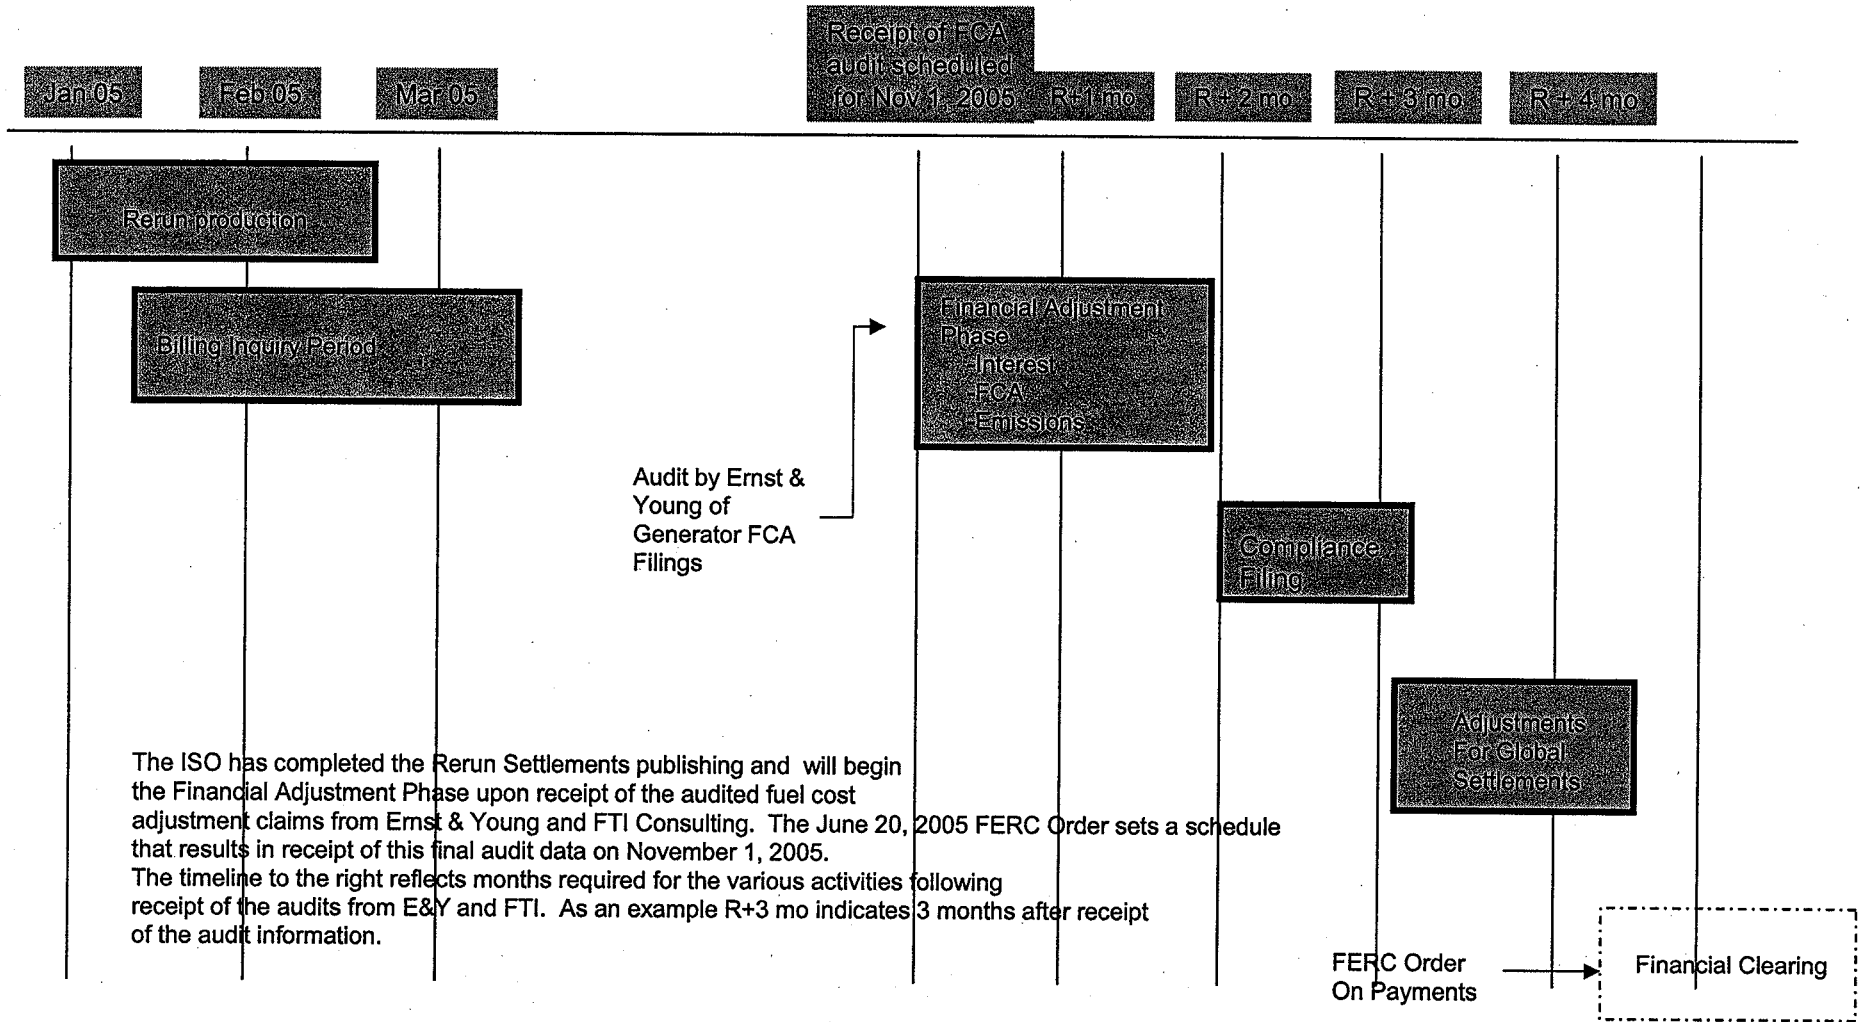 Receipt of FCA
audit scheduled
for Nov 1, 2005
Jan 05
Feb 05
Mar 05
R+1 mo
R + 2 mo
R + 3 mo
R + 4 mo
Rerun production
Billing Inquiry Period
Financial Adjustment
Phase
-Interest
-FCA
-Emissions
Audit by Ernst &
Young of
Generator FCA
Filings
Compliance
Filing
Adjustments
For Global
Settlements
The ISO has completed the Rerun Settlements publishing and will begin
the Financial Adjustment Phase upon receipt of the audited fuel cost
adjustment claims from Ernst & Young and FTI Consulting. The June 20, 2005 FERC Order sets a schedule
that results in receipt of this final audit data on November 1, 2005.
The timeline to the right reflects months required for the various activities following
receipt of the audits from E&Y and FTI. As an example R+3 mo indicates 3 months after receipt
of the audit information.
FERC Order
On Payments
Financial Clearing